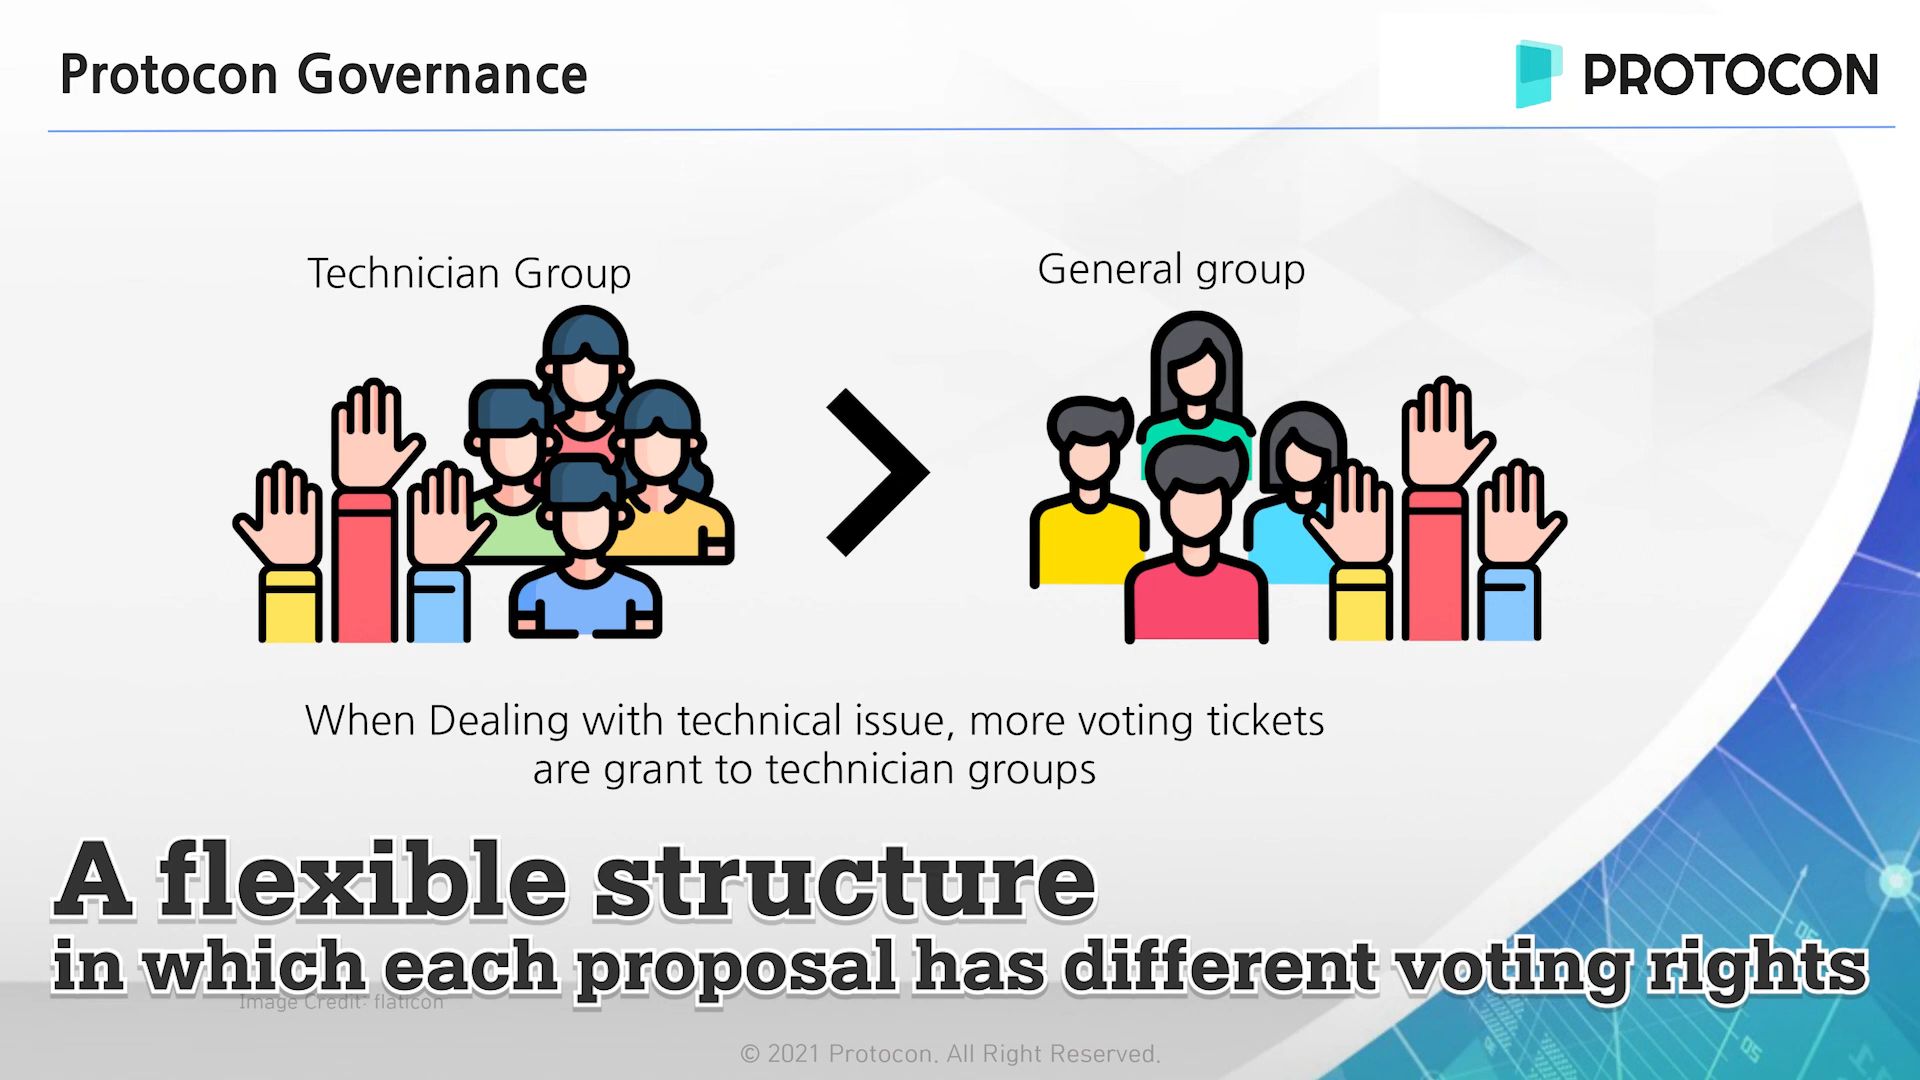 Protocon Governance
PROTOCON
Technician Group
General group
When Dealing with technical issue, more voting tickets
are grant to technician groups
A flexible structure
in which each proposal has different voting rights
Image Credit: flaticon
© 2021 Protocon. All Right Reserved.
05
05